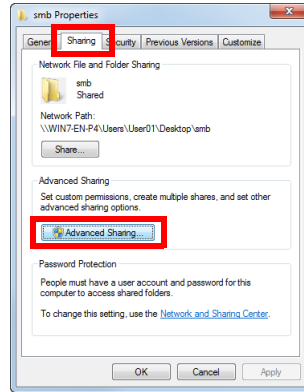 smb Properties
General Sharing Security Previous Versions Customize
Network File and Folder Sharing
smb
Shared
Network Path:
\\WIN7-EN-P4\Users\User01\Desktop\smb
Share...
Advanced Sharing
Set custom permissions, create multiple shares, and set other
advanced sharing options.
Advanced Sharing...
Password Protection
People must have a user account and password for this
computer to access shared folders.
To change this setting, use the Network and Sharing Center.
OK Cancel Apply